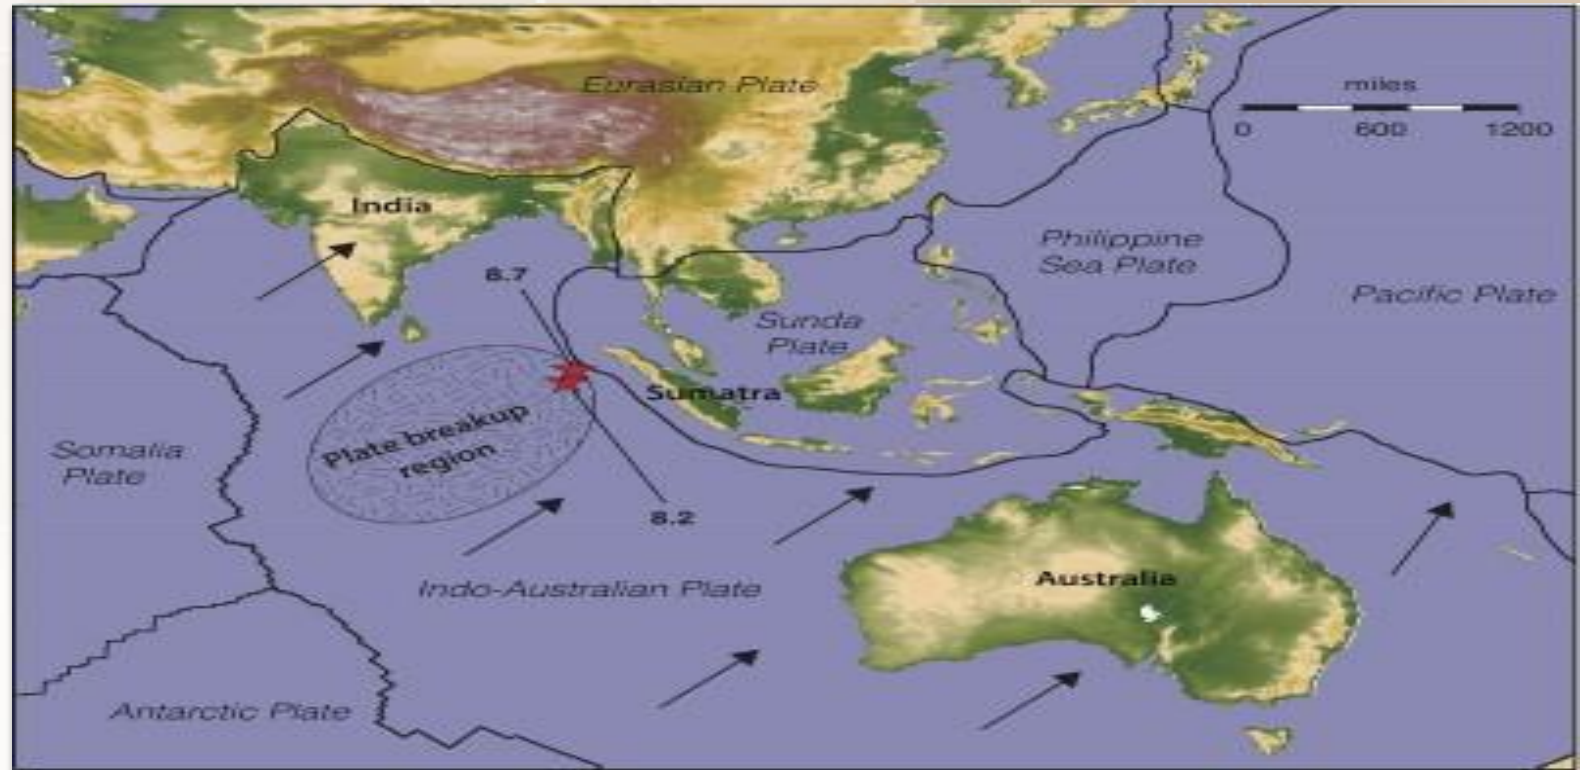 Eurasian Plate
miles
0 600 1200
India
Philippine
Sea Plate
8.7
Pacific Plate
Sunda
Plate
Sumatra
Plate breakup
region
Somalia
Plate
8.2
Indo-Australian Plate
Australia
Antarctic Plate